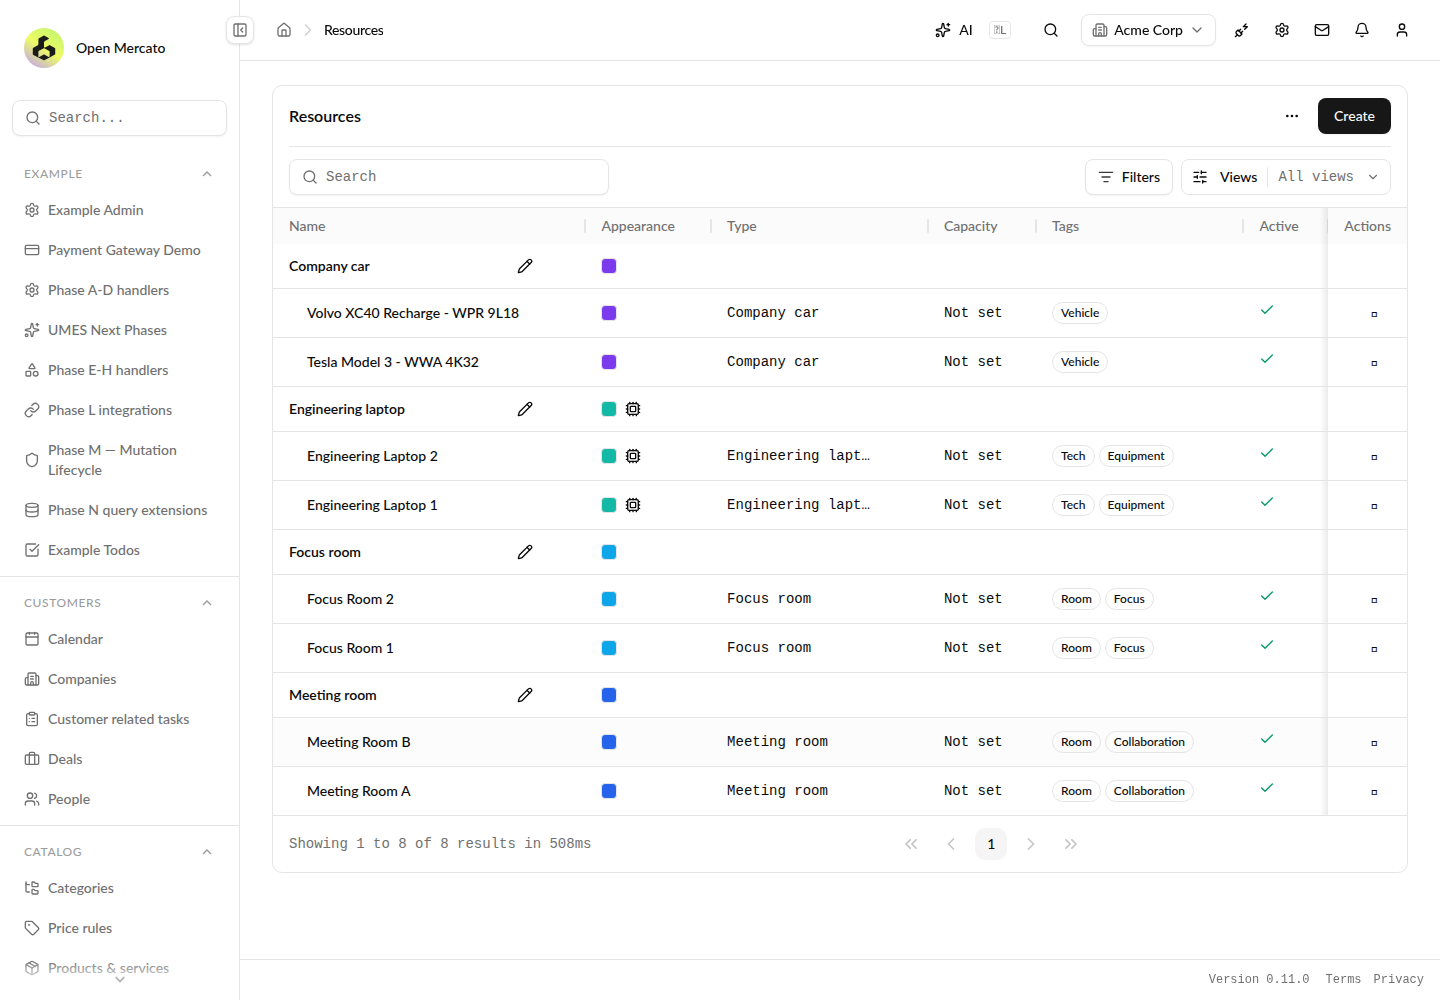 Open Mercato
Resources
AI
Acme Corp
Search...
EXAMPLE
Example Admin
Payment Gateway Demo
Phase A-D handlers
UMES Next Phases
Phase E-H handlers
Phase L integrations
Phase M — Mutation
Lifecycle
Phase N query extensions
Example Todos
CUSTOMERS
Calendar
Companies
Customer related tasks
Deals
People
CATALOG
Categories
Price rules
Products & services
Resources
Create
Search
Filters
Views All views
Name Appearance Type Capacity Tags Active Actions
Company car
Volvo XC40 Recharge - WPR 9L18 Company car Not set Vehicle
Tesla Model 3 - WWA 4K32 Company car Not set Vehicle
Engineering laptop
Engineering Laptop 2 Engineering lapt… Not set Tech Equipment
Engineering Laptop 1 Engineering lapt… Not set Tech Equipment
Focus room
Focus Room 2 Focus room Not set Room Focus
Focus Room 1 Focus room Not set Room Focus
Meeting room
Meeting Room B Meeting room Not set Room Collaboration
Meeting Room A Meeting room Not set Room Collaboration
Showing 1 to 8 of 8 results in 508ms
1
Version 0.11.0 Terms Privacy